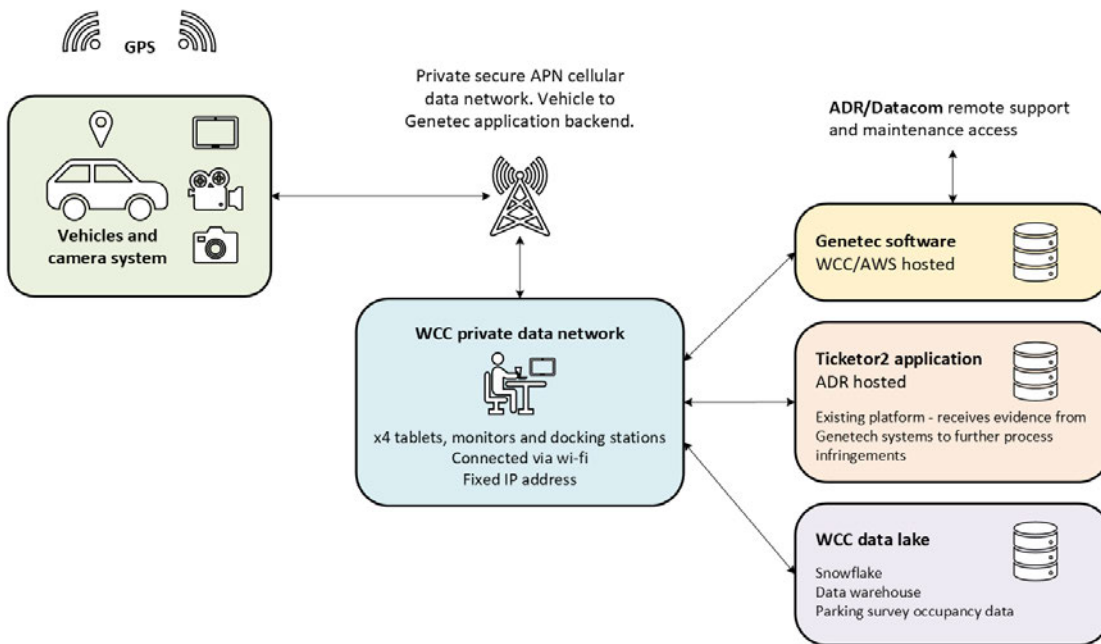 GPS
Private secure APN cellular
data network. Vehicle to
Genetec application backend.
ADR/Datacom remote support
and maintenance access
Vehicles and
camera system
Genetec software
WCC/AWS hosted
WCC private data network
x4 tablets, monitors and docking stations
Connected via wi-fi
Fixed IP address
Ticketor2 application
ADR hosted
Existing platform - receives evidence from
Genetech systems to further process
infringements
WCC data lake
Snowflake
Data warehouse
Parking survey occupancy data